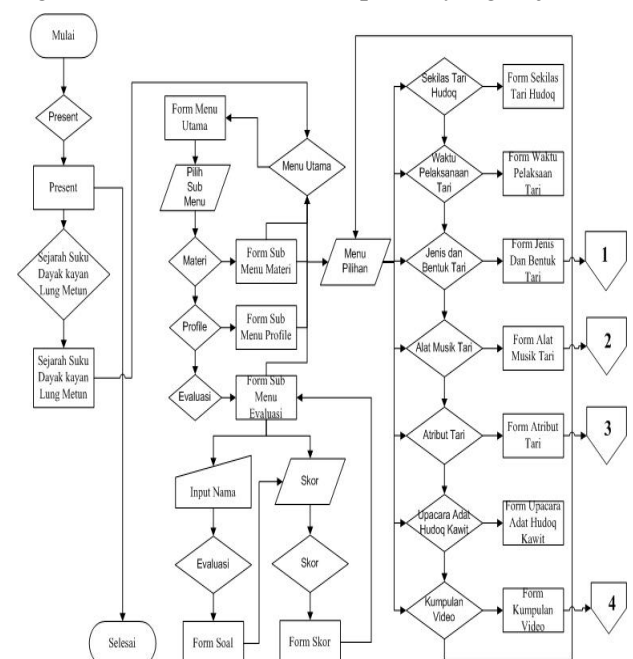 Mulai
Present
Present
Sejarah Suku
Dayak kayan
Lung Metun
Sejarah Suku
Dayak kayan
Lung Metun
Selesai
Form Menu
Utama
Pilih
Sub
Menu
Menu Utama
Materi
Form Sub
Menu Materi
Profile
Form Sub
Menu Profile
Evaluasi
Form Sub
Menu
Evaluasi
Input Nama
Skor
Evaluasi
Skor
Form Soal
Form Skor
Menu
Pilihan
Sekilas Tari
Hudoq
Form Sekilas
Tari Hudoq
Waktu
Pelaksanaan
Tari
Form Waktu
Pelaksaan
Tari
Jenis dan
Bentuk Tari
Form Jenis
Dan Bentuk
Tari
1
Alat Musik Tari
Form Alat
Musik Tari
2
Atribut Tari
Form Atribut
Tari
3
Upacara Adat
Hudoq Kawit
Form Upacara
Adat Hudoq
Kawit
Kumpulan
Video
Form
Kumpulan
Video
4